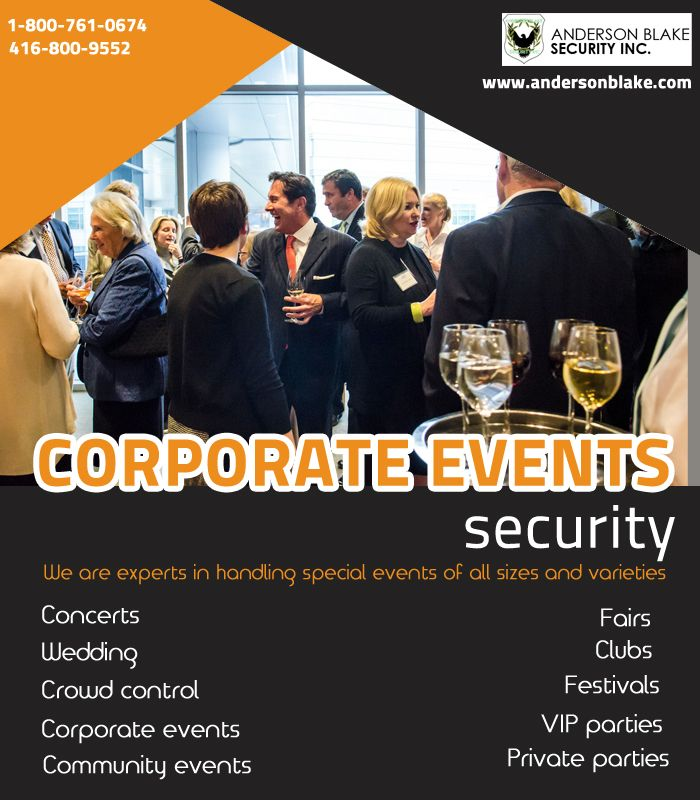 1-800-761-0674
416-800-9552
ANDERSON BLAKE
SECURITY INC.
www.andersonblake.com
CORPORATE EVENTS
security
We are experts in handling special events of all sizes and varieties
Concerts
Wedding
Crowd control
Corporate events
Community events
Fairs
Clubs
Festivals
VIP parties
Private parties